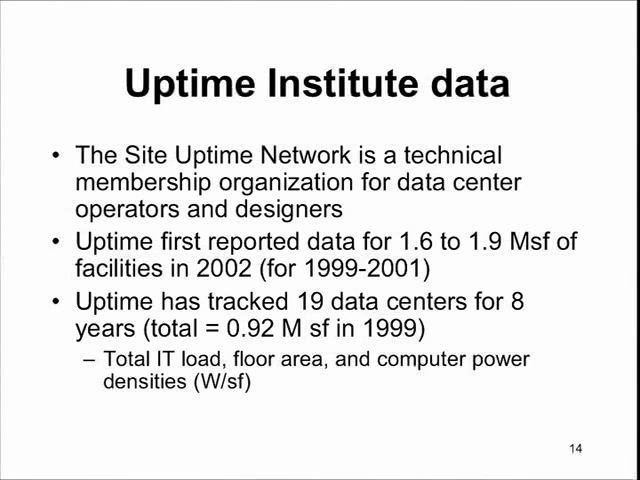 Uptime Institute data
• The Site Uptime Network is a technical
membership organization for data center
operators and designers
• Uptime first reported data for 1.6 to 1.9 Msf of
facilities in 2002 (for 1999-2001)
• Uptime has tracked 19 data centers for 8
years (total = 0.92 M sf in 1999)
– Total IT load, floor area, and computer power
densities (W/sf)
14